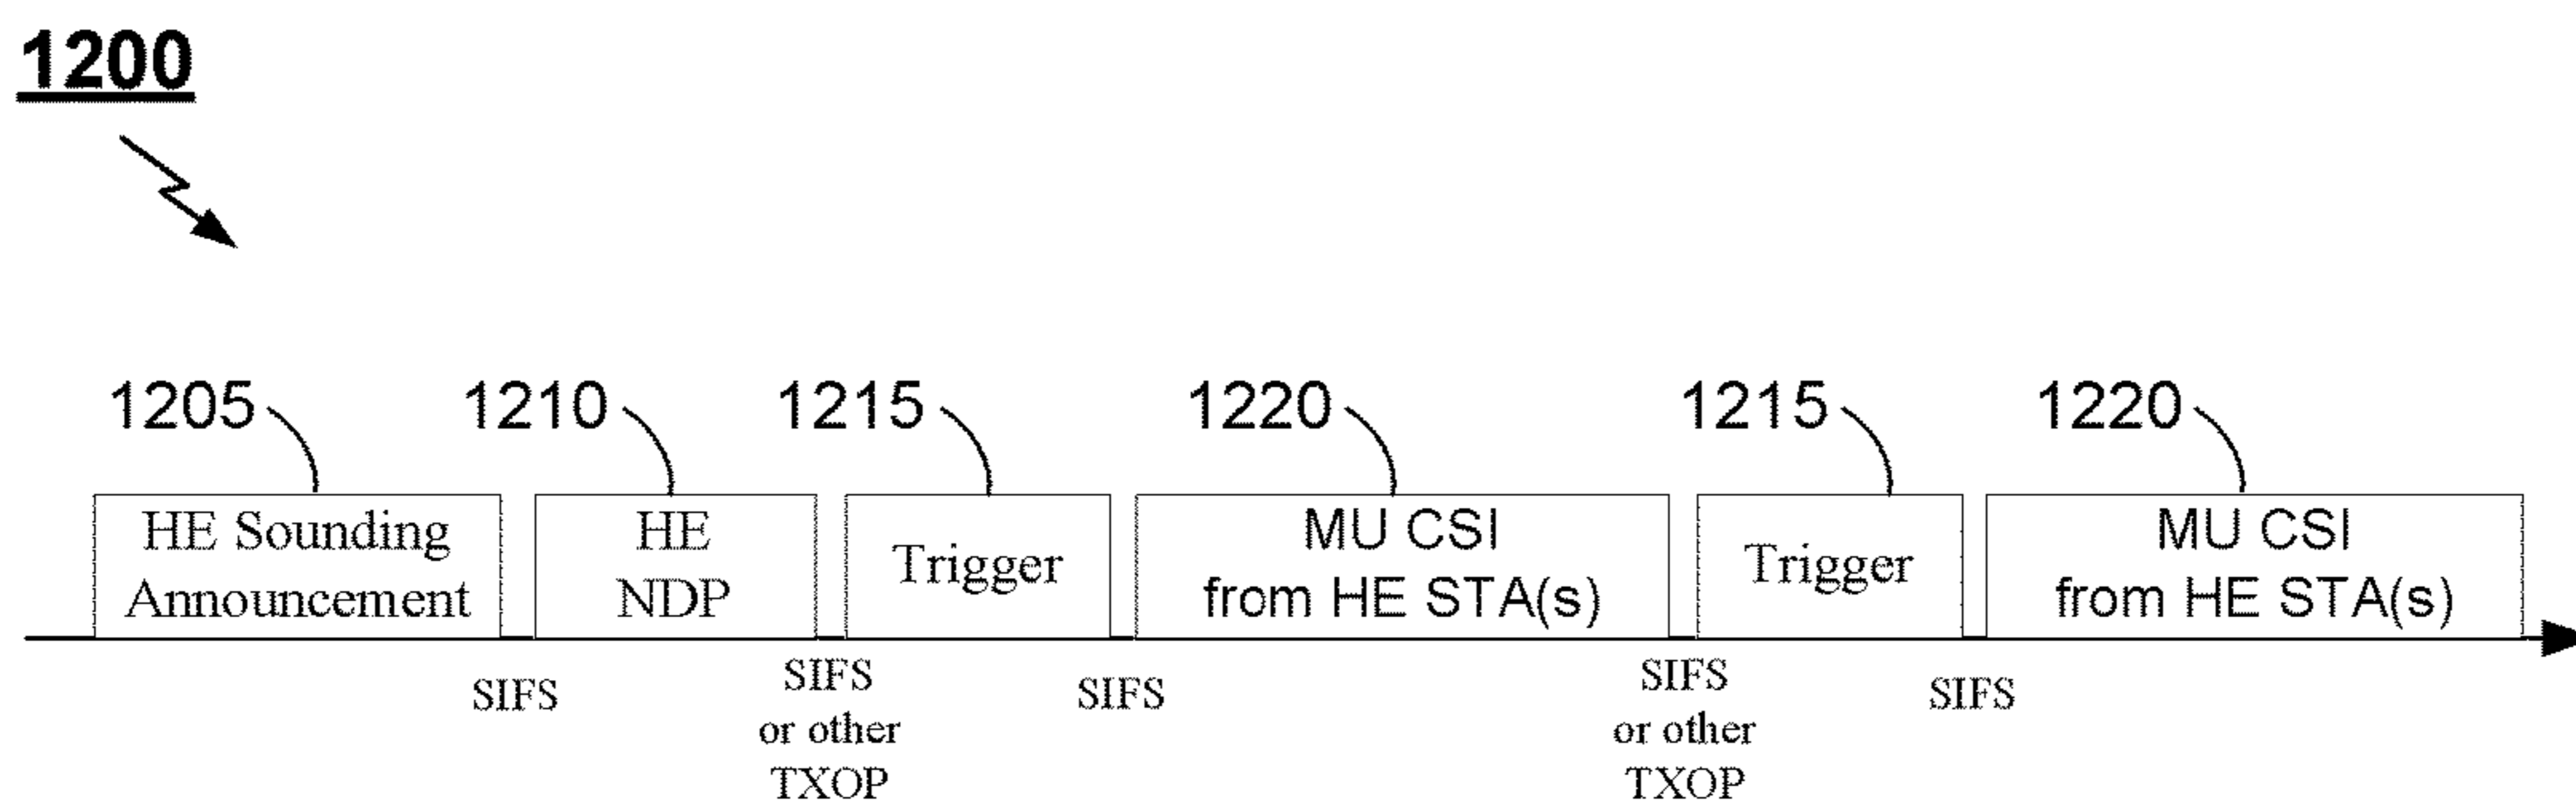 1200
1205 1210 1215 1220 1215 1220
HE Sounding HE MU CSI MU CSI
Trigger Trigger
Announcement NDP from HE STA(s) from HE STA(s)
SIFS SIFS SIFS SIFS SIFS
or other or other
TXOP TXOP